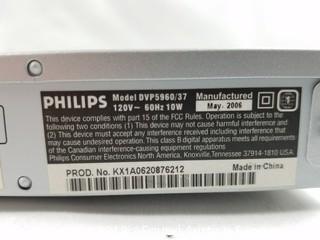 PHILIPS Model DVP5960/37 Manufactured
120V~ 60Hz 10W May. 2006
This device complies with part 15 of the FCC Rules. Operation is subject to the
following two conditions (1) This device may not cause harmful interference, and
(2) This device must accept any interference received, including interference that
may cause undesired operation. This class B digital apparatus meets all requirements
of the Canadian interference-causing equipment regulations.
Philips Consumer Electronics North America, Knoxville, Tennessee 37914-1810 USA.
PROD. No. KX1A0620876212 Made in China